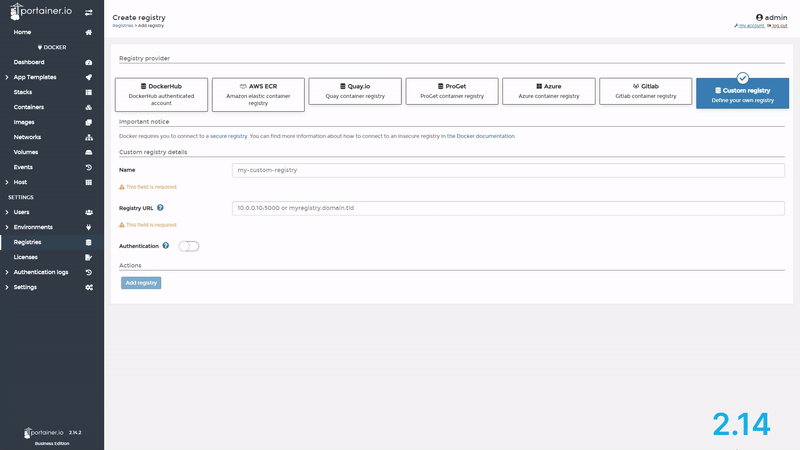 portainer.io
Home
DOCKER
Dashboard
App Templates
Stacks
Containers
Images
Networks
Volumes
Events
Host
SETTINGS
Users
Environments
Registries
Licenses
Authentication logs
Settings
portainer.io 2.14.2
Business Edition
Create registry
Registries > Add registry
admin
my account log out
Registry provider
DockerHub
DockerHub authenticated
account
AWS ECR
Amazon elastic container
registry
Quay.io
Quay container registry
ProGet
ProGet container registry
Azure
Azure container registry
Gitlab
Gitlab container registry
Custom registry
Define your own registry
Important notice
Docker requires you to connect to a secure registry. You can find more information about how to connect to an insecure registry in the Docker documentation.
Custom registry details
Name
my-custom-registry
This field is required.
Registry URL
10.0.0.10:5000 or myregistry.domain.tld
This field is required.
Authentication
Actions
Add registry
2.14